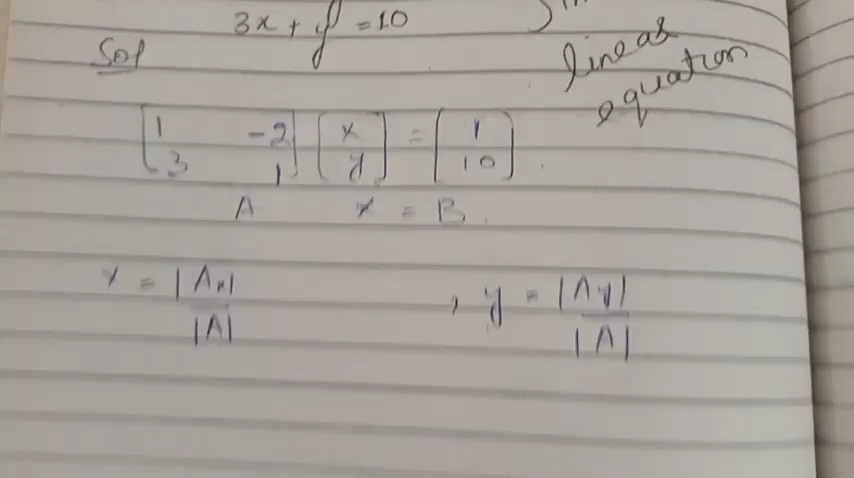 3x + y = 10
Sol
linear
equation
[1 -2] [x] = [1]
[3 1] [y] [10] .
A x = B.
x = |Ax| , y = |Ay|
|A| |A|